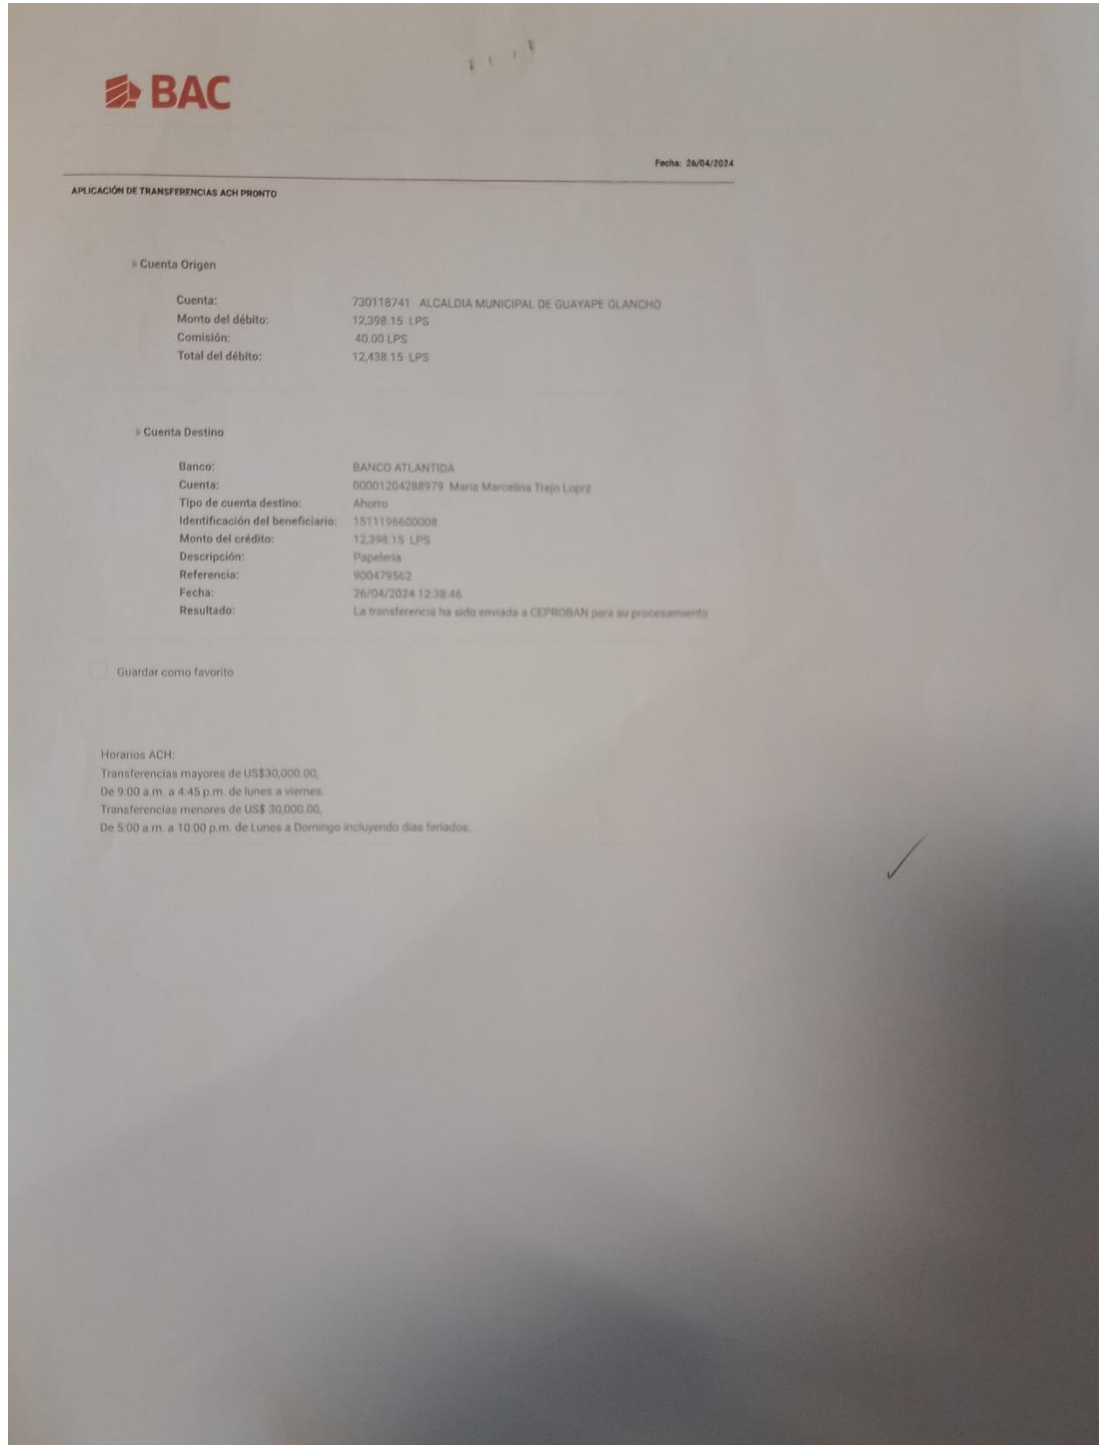 BAC
Fecha: 26/04/2024
APLICACIÓN DE TRANSFERENCIAS ACH PRONTO
» Cuenta Origen
Cuenta: 730118741 ALCALDIA MUNICIPAL DE GUAYAPE OLANCHO
Monto del débito: 12,398.15 LPS
Comisión: 40.00 LPS
Total del débito: 12,438.15 LPS
» Cuenta Destino
Banco: BANCO ATLANTIDA
Cuenta: 00001204288979 Maria Marcelina Trejo Loprz
Tipo de cuenta destino: Ahorro
Identificación del beneficiario: 1511196600008
Monto del crédito: 12,398.15 LPS
Descripción: Papeleria
Referencia: 900479562
Fecha: 26/04/2024 12:38:46
Resultado: La transferencia ha sido enviada a CEPROBAN para su procesamiento
Guardar como favorito
Horarios ACH:
Transferencias mayores de US$30,000.00,
De 9:00 a.m. a 4:45 p.m. de lunes a viernes.
Transferencias menores de US$ 30,000.00,
De 5:00 a.m. a 10:00 p.m. de Lunes a Domingo incluyendo días feriados.